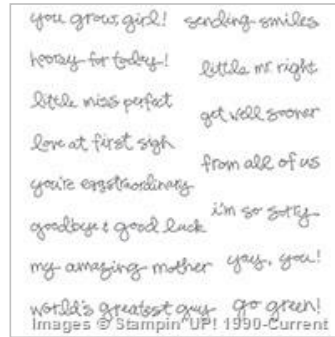 you grow, girl!
hooray for today!
little miss perfect
love at first sigh
you're eggstraordinary
goodbye & good luck
my amazing mother
world's greatest guy
sending smiles
little mr right
get well sooner
from all of us
i'm so sorry.
yay, you!
go green!
Images © Stampin' UP! 1990-Current